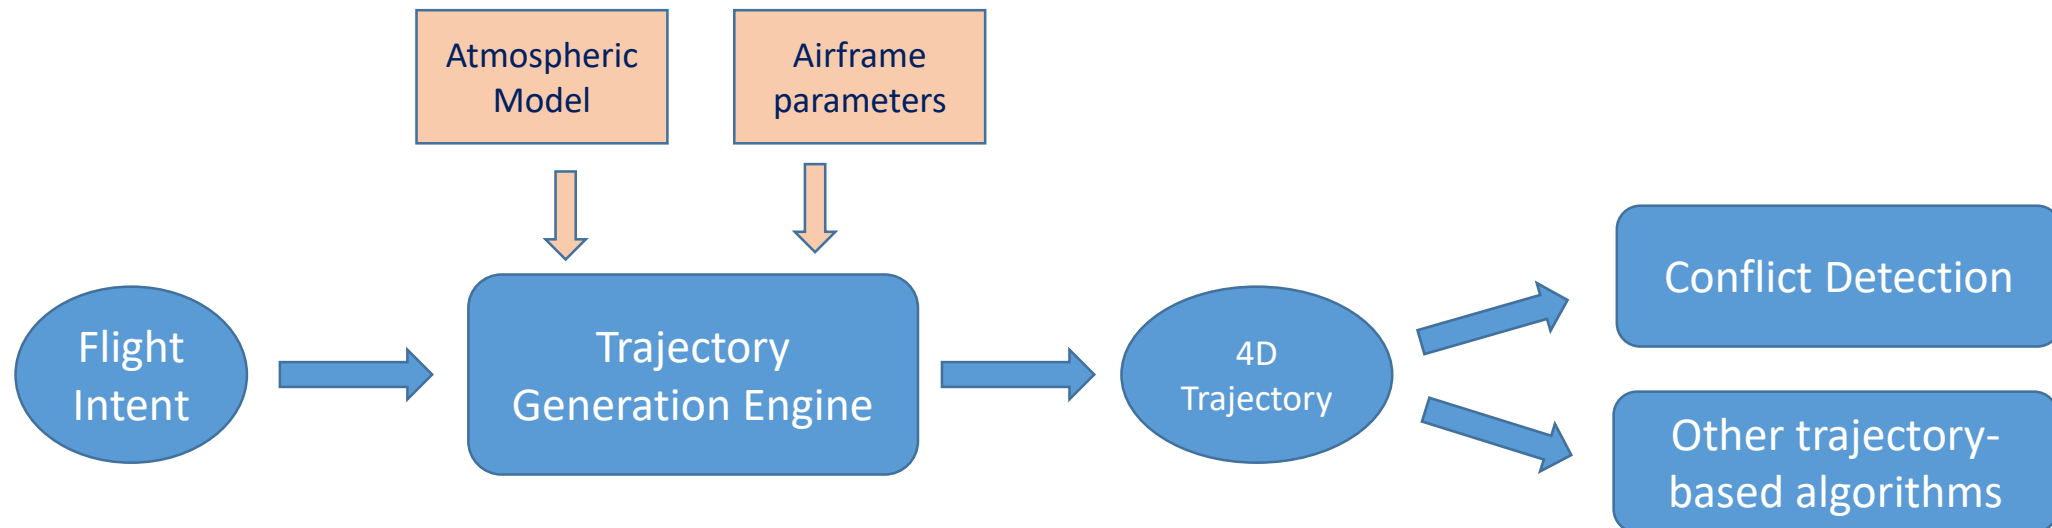 Atmospheric
Model
Airframe
parameters
Flight
Intent
Trajectory
Generation Engine
4D
Trajectory
Conflict Detection
Other trajectory-
based algorithms